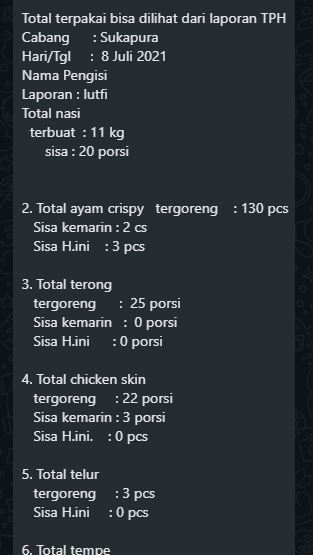 Total terpakai bisa dilihat dari laporan TPH
Cabang : Sukapura
Hari/Tgl : 8 Juli 2021
Nama Pengisi
Laporan : lutfi
Total nasi
terbuat : 11 kg
sisa : 20 porsi
2. Total ayam crispy tergoreng : 130 pcs
Sisa kemarin : 2 cs
Sisa H.ini : 3 pcs
3. Total terong
tergoreng : 25 porsi
Sisa kemarin : 0 porsi
Sisa H.ini : 0 porsi
4. Total chicken skin
tergoreng : 22 porsi
Sisa kemarin : 3 porsi
Sisa H.ini. : 0 pcs
5. Total telur
tergoreng : 3 pcs
Sisa H.ini : 0 pcs
6. Total tempe